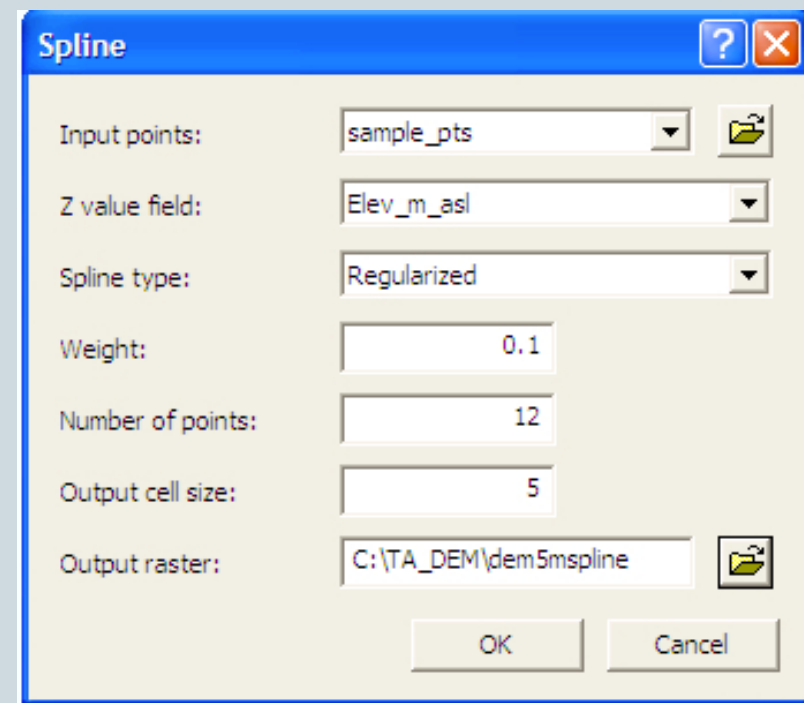 Spline
Input points: sample_pts
Z value field: Elev_m_asl
Spline type: Regularized
Weight: 0.1
Number of points: 12
Output cell size: 5
Output raster: C:\TA_DEM\dem5mspline
OK Cancel